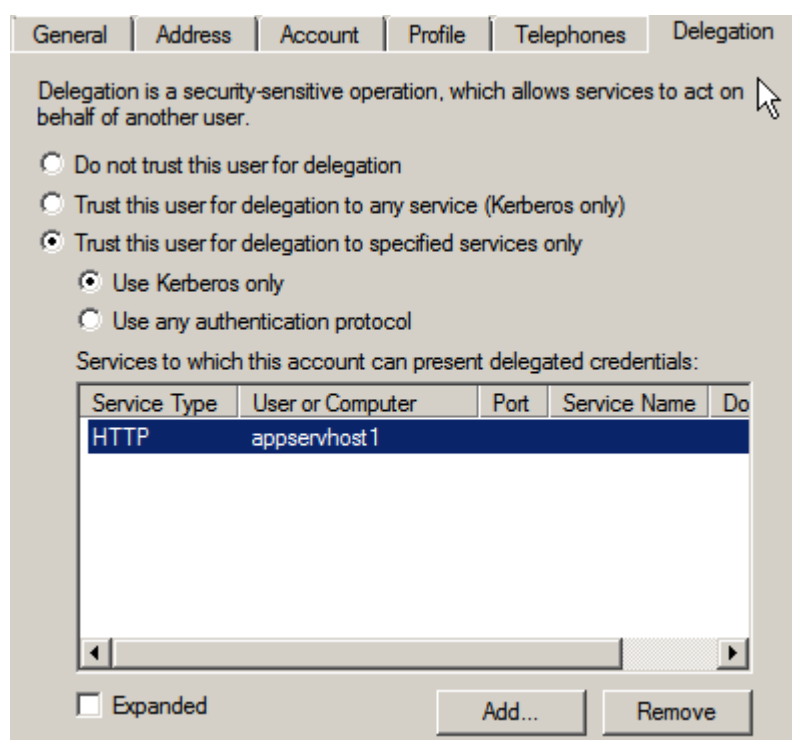 General Address Account Profile Telephones Delegation
Delegation is a security-sensitive operation, which allows services to act on
behalf of another user.
Do not trust this user for delegation
Trust this user for delegation to any service (Kerberos only)
Trust this user for delegation to specified services only
Use Kerberos only
Use any authentication protocol
Services to which this account can present delegated credentials:
Service Type User or Computer Port Service Name Do
HTTP appservhost1
Expanded Add... Remove